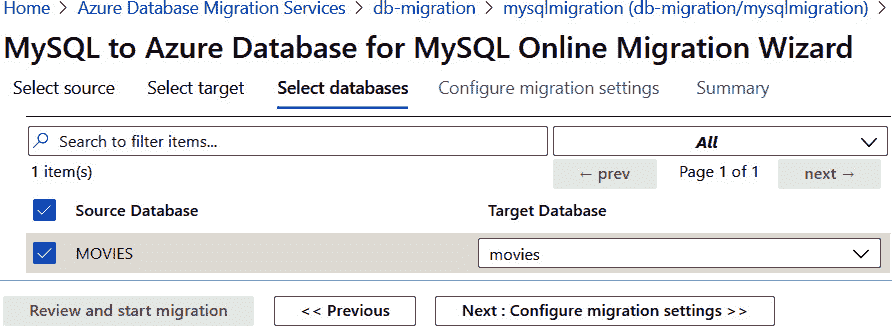 Home > Azure Database Migration Services > db-migration > mysqlmigration (db-migration/mysqlmigration) >
MySQL to Azure Database for MySQL Online Migration Wizard
Select source Select target Select databases Configure migration settings Summary
Search to filter items... All
1 item(s) ← prev Page 1 of 1 next →
Source Database Target Database
MOVIES movies
Review and start migration << Previous Next : Configure migration settings >>